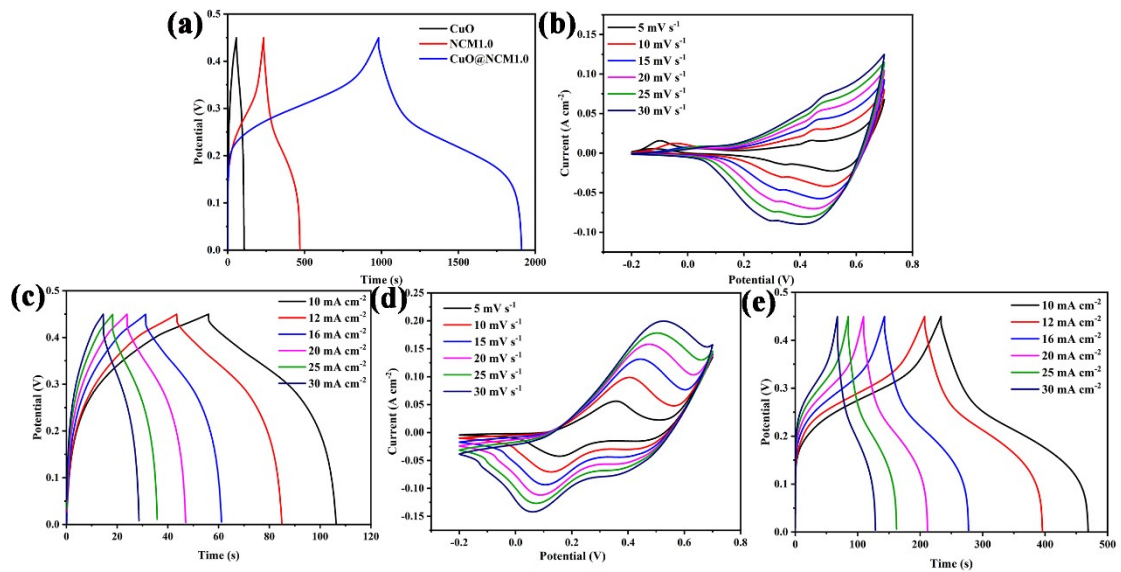 (a)
CuO
NCM1.0
CuO@NCM1.0
Potential (V)
0.5
0.4
0.3
0.2
0.1
0.0
0 500 1000 1500 2000
Time (s)
(b)
5 mV s⁻¹
10 mV s⁻¹
15 mV s⁻¹
20 mV s⁻¹
25 mV s⁻¹
30 mV s⁻¹
Current (A cm⁻²)
0.15
0.10
0.05
0.00
-0.05
-0.10
-0.2 0.0 0.2 0.4 0.6 0.8
Potential (V)
(c)
10 mA cm⁻²
12 mA cm⁻²
16 mA cm⁻²
20 mA cm⁻²
25 mA cm⁻²
30 mA cm⁻²
Potential (V)
0.5
0.4
0.3
0.2
0.1
0.0
0 20 40 60 80 100 120
Time (s)
(d)
5 mV s⁻¹
10 mV s⁻¹
15 mV s⁻¹
20 mV s⁻¹
25 mV s⁻¹
30 mV s⁻¹
Current (A cm⁻²)
0.25
0.20
0.15
0.10
0.05
0.00
-0.05
-0.10
-0.15
-0.2 0.0 0.2 0.4 0.6 0.8
Potential (V)
(e)
10 mA cm⁻²
12 mA cm⁻²
16 mA cm⁻²
20 mA cm⁻²
25 mA cm⁻²
30 mA cm⁻²
Potential (V)
0.5
0.4
0.3
0.2
0.1
0.0
0 100 200 300 400 500
Time (s)